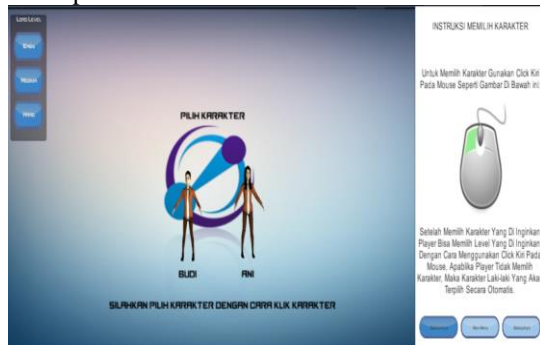 LOAD LEVEL
PILIH KARAKTER
BUDI
ANI
SILAHKAN PILIH KARAKTER DENGAN CARA KLIK KARAKTER
INSTRUKSI MEMILIH KARAKTER
Untuk Memilih Karakter Gunakan Click Kiri
Pada Mouse Seperti Gambar Di Bawah ini:
Setelah Memilih Karakter Yang Di Inginkan
Player Bisa Memilih Level Yang Di Inginkan
Dengan Cara Menggunakan Click Kiri Pada
Mouse, Apabila Player Tidak Memilih
Karakter, Maka Karakter Laki-laki Yang Aka
Terpilih Secara Otomatis.